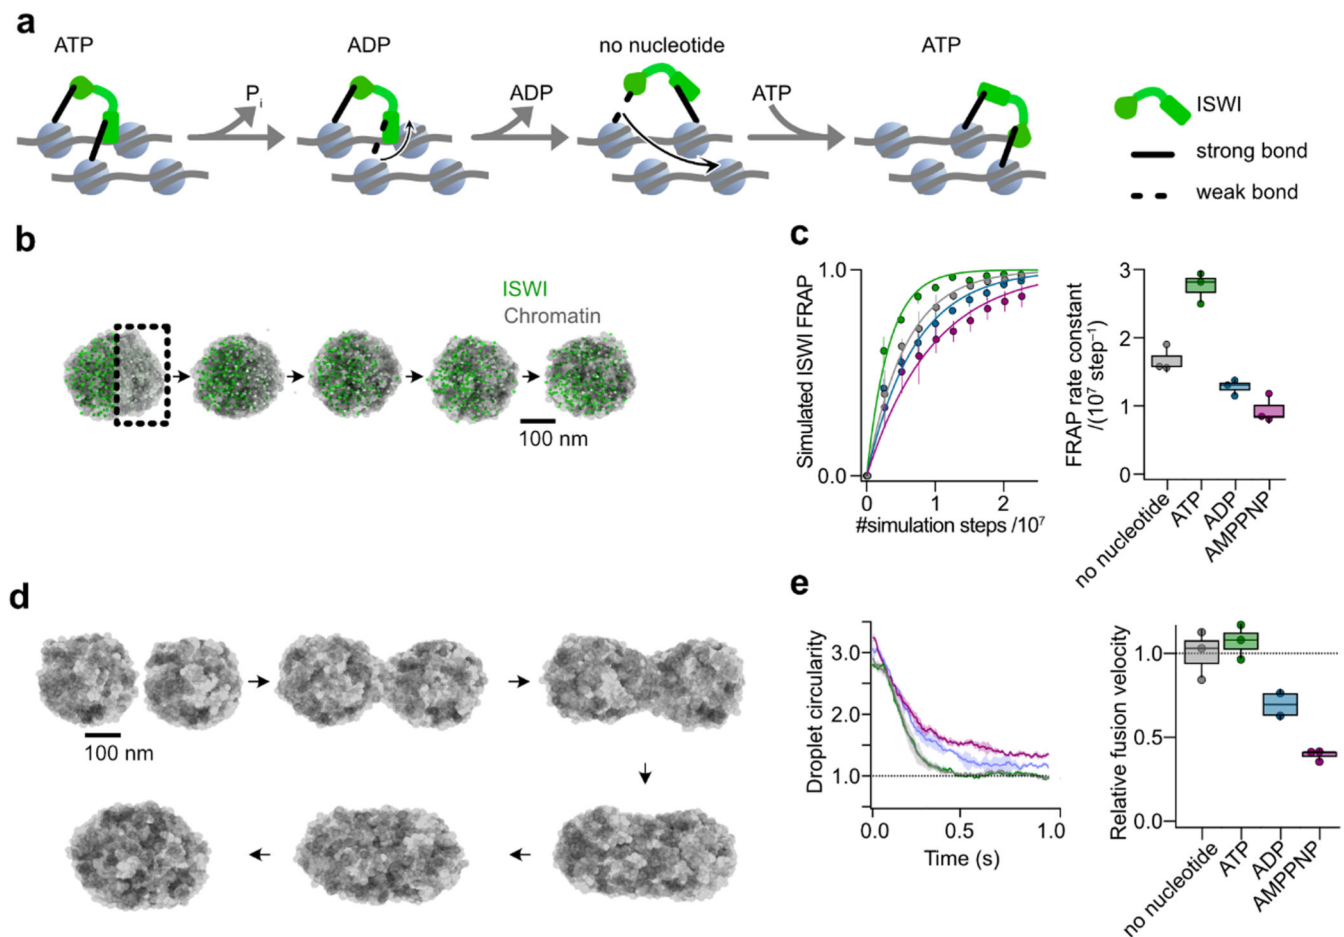 a
ATP
ADP
no nucleotide
ATP
Pi
ADP
ATP
ISWI
strong bond
weak bond
b
ISWI
Chromatin
100 nm
c
Simulated ISWI FRAP
1.0
0.0
0
1
2
#simulation steps /10⁷
FRAP rate constant
/(10⁷ step⁻¹)
3
2
1
0
no nucleotide
ATP
ADP
AMPPNP
d
100 nm
e
Droplet circularity
3.0
2.0
1.0
0.0
0.5
1.0
Time (s)
Relative fusion velocity
1.0
0.5
0.0
no nucleotide
ATP
ADP
AMPPNP